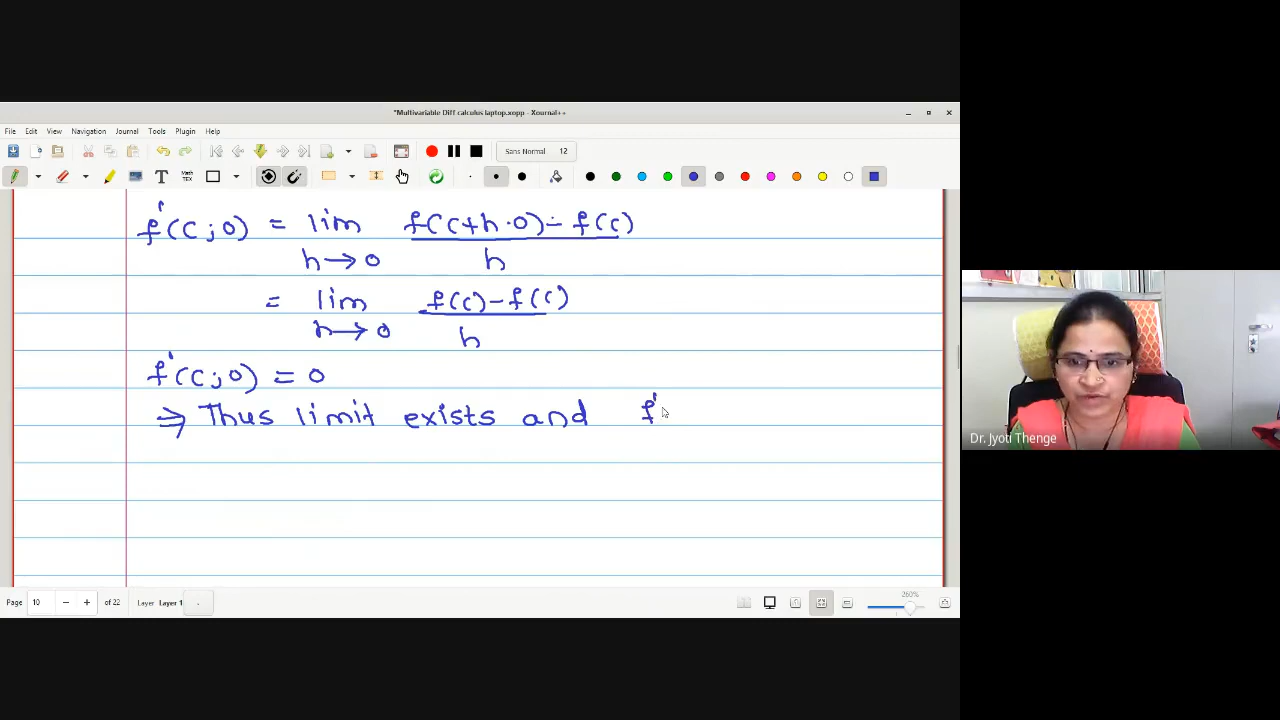 *Multivariable Diff calculus laptop.xopp - Xournal++
File Edit View Navigation Journal Tools Plugin Help
Sans Normal 12
f'(c;0) = lim f(c+h·0) - f(c)
h→0 h
= lim f(c) - f(c)
h→0 h
f'(c;0) = 0
⇒ Thus limit exists and f'
Dr. Jyoti Thenge
Page 10 of 22 Layer Layer 1 260%